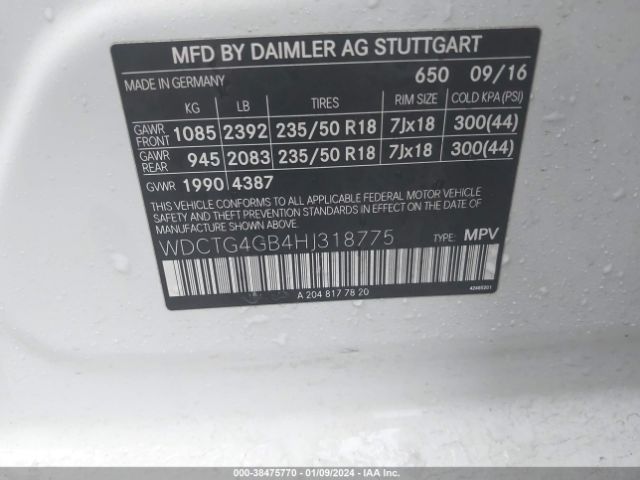 MFD BY DAIMLER AG STUTTGART
MADE IN GERMANY 650 09/16
KG LB TIRES RIM SIZE COLD KPA (PSI)
GAWR FRONT 1085 2392 235/50 R18 7Jx18 300(44)
GAWR REAR 945 2083 235/50 R18 7Jx18 300(44)
GVWR 1990 4387
THIS VEHICLE CONFORMS TO ALL APPLICABLE FEDERAL MOTOR VEHICLE
SAFETY AND THEFT PREVENTION STANDARDS IN EFFECT ON THE DATE OF
MANUFACTURE SHOWN ABOVE.
WDCTG4GB4HJ318775 TYPE: MPV
A 204 817 78 20
000-38475770 - 01/09/2024 - IAAI.COM